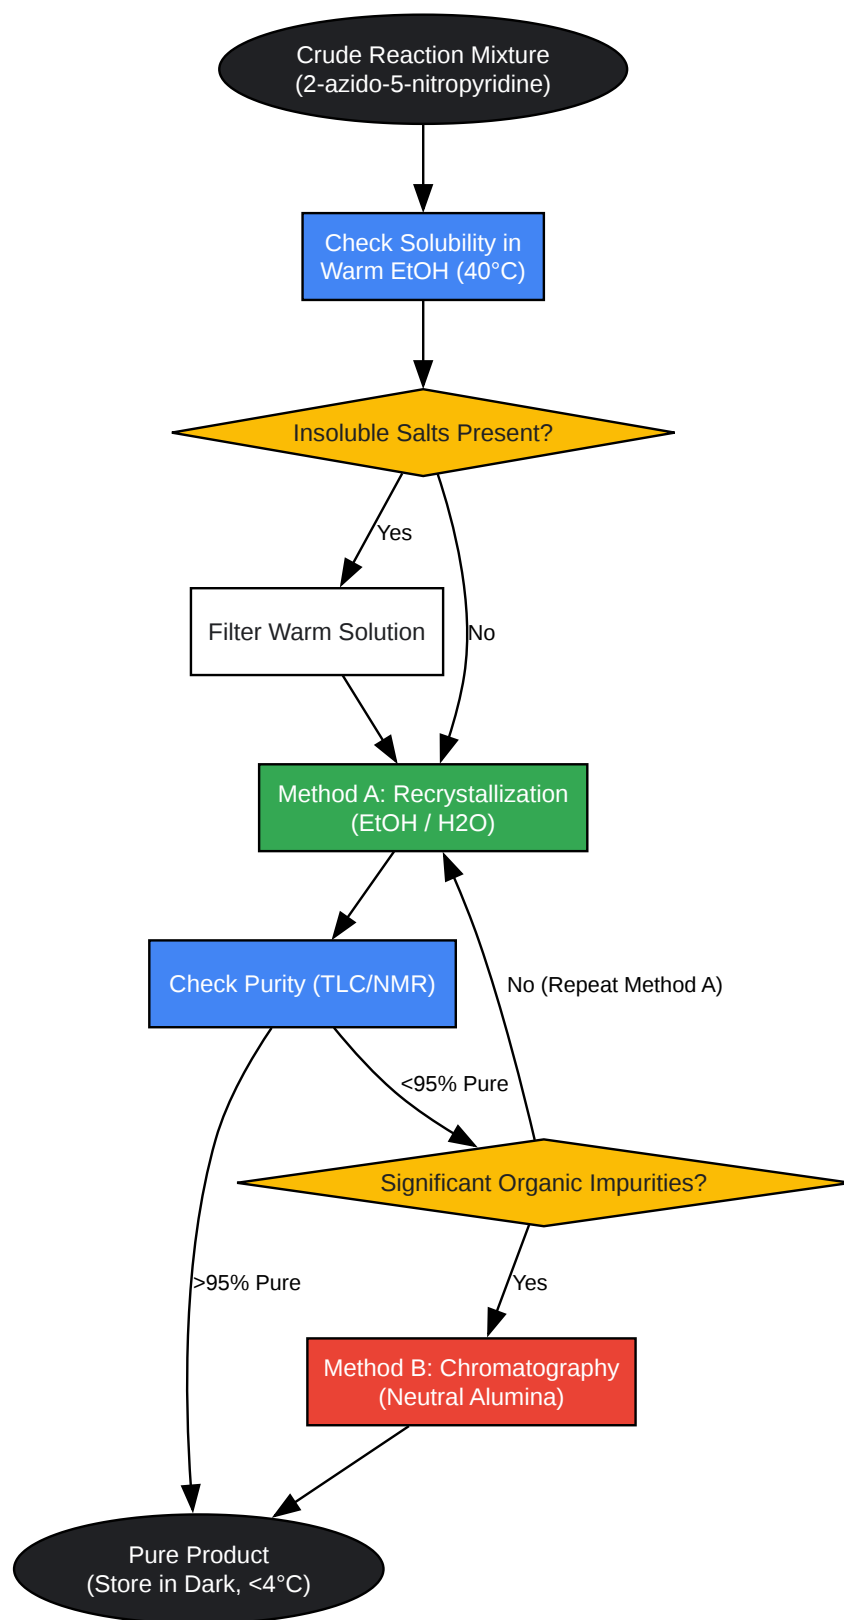 Crude Reaction Mixture
(2-azido-5-nitropyridine)
Check Solubility in
Warm EtOH (40°C)
Insoluble Salts Present?
Yes
Filter Warm Solution
No
Method A: Recrystallization
(EtOH / H2O)
Check Purity (TLC/NMR)
No (Repeat Method A)
<95% Pure
Significant Organic Impurities?
>95% Pure
Yes
Method B: Chromatography
(Neutral Alumina)
Pure Product
(Store in Dark, <4°C)